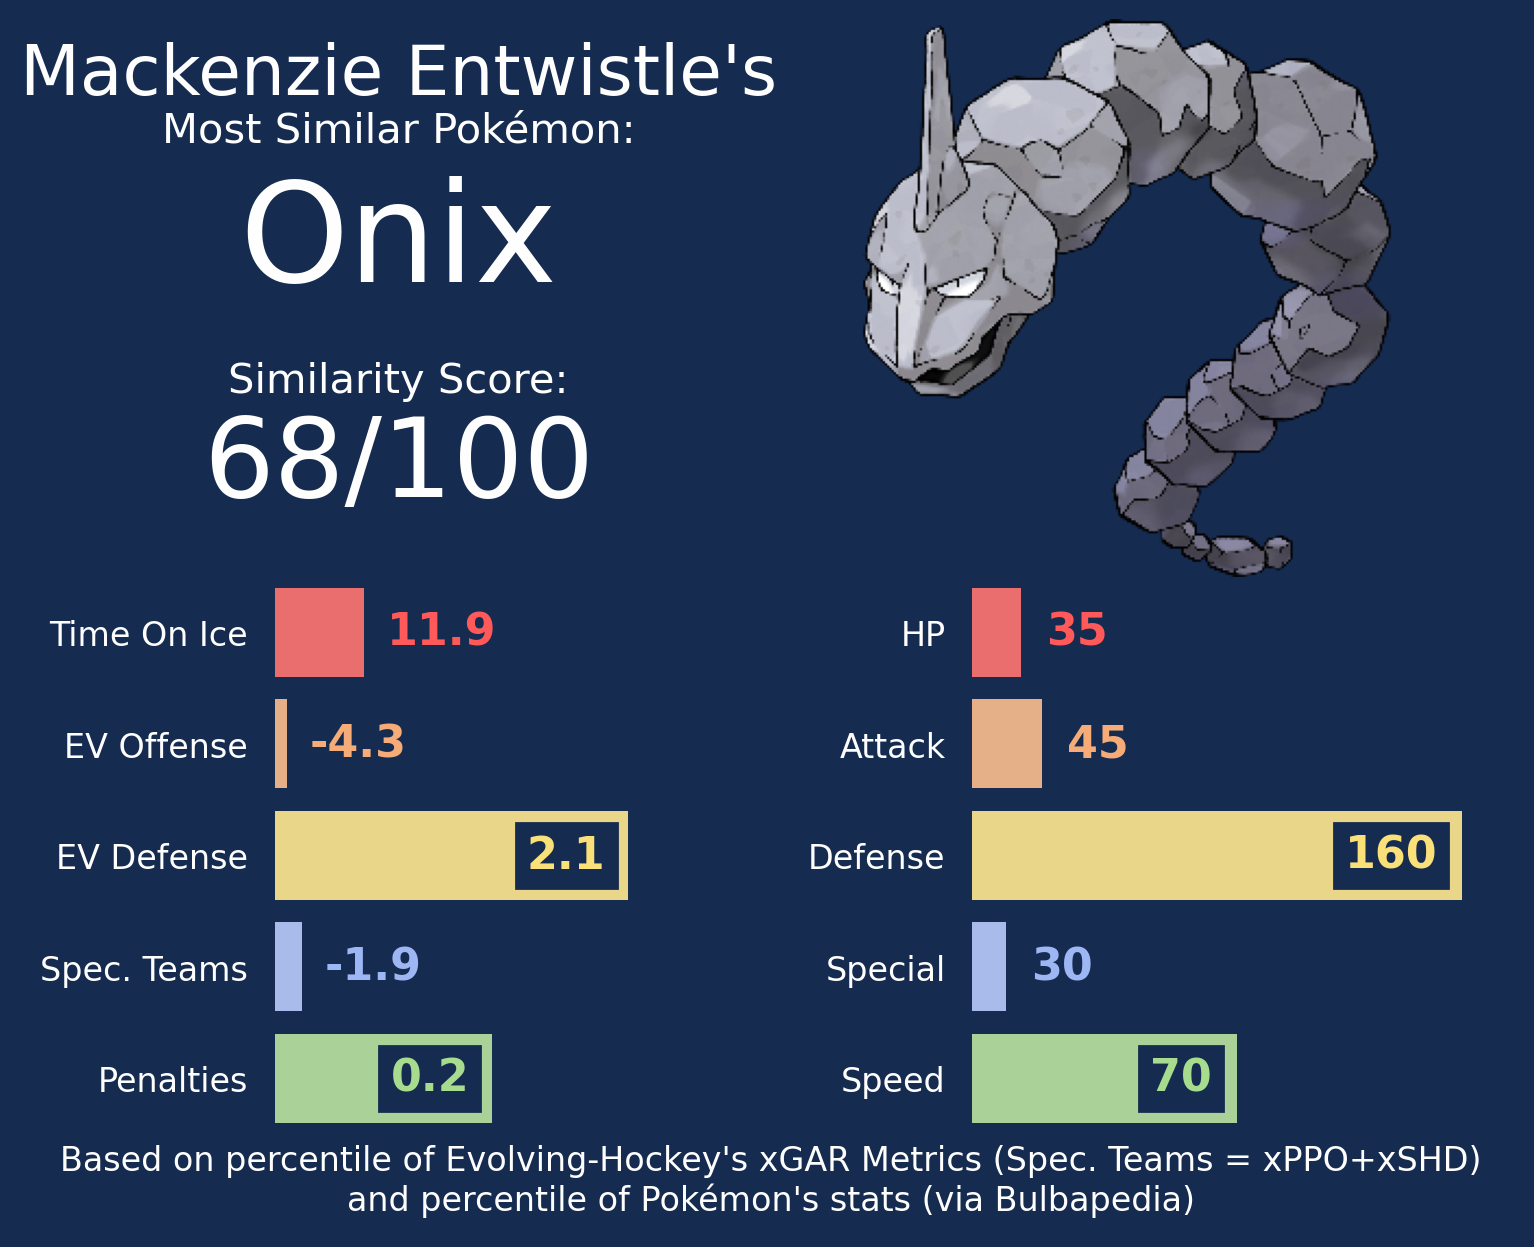 Mackenzie Entwistle's
Most Similar Pokémon:
Onix
Similarity Score:
68/100
Time On Ice 11.9
EV Offense -4.3
EV Defense 2.1
Spec. Teams -1.9
Penalties 0.2
HP 35
Attack 45
Defense 160
Special 30
Speed 70
Based on percentile of Evolving-Hockey's xGAR Metrics (Spec. Teams = xPPO+xSHD)
and percentile of Pokémon's stats (via Bulbapedia)